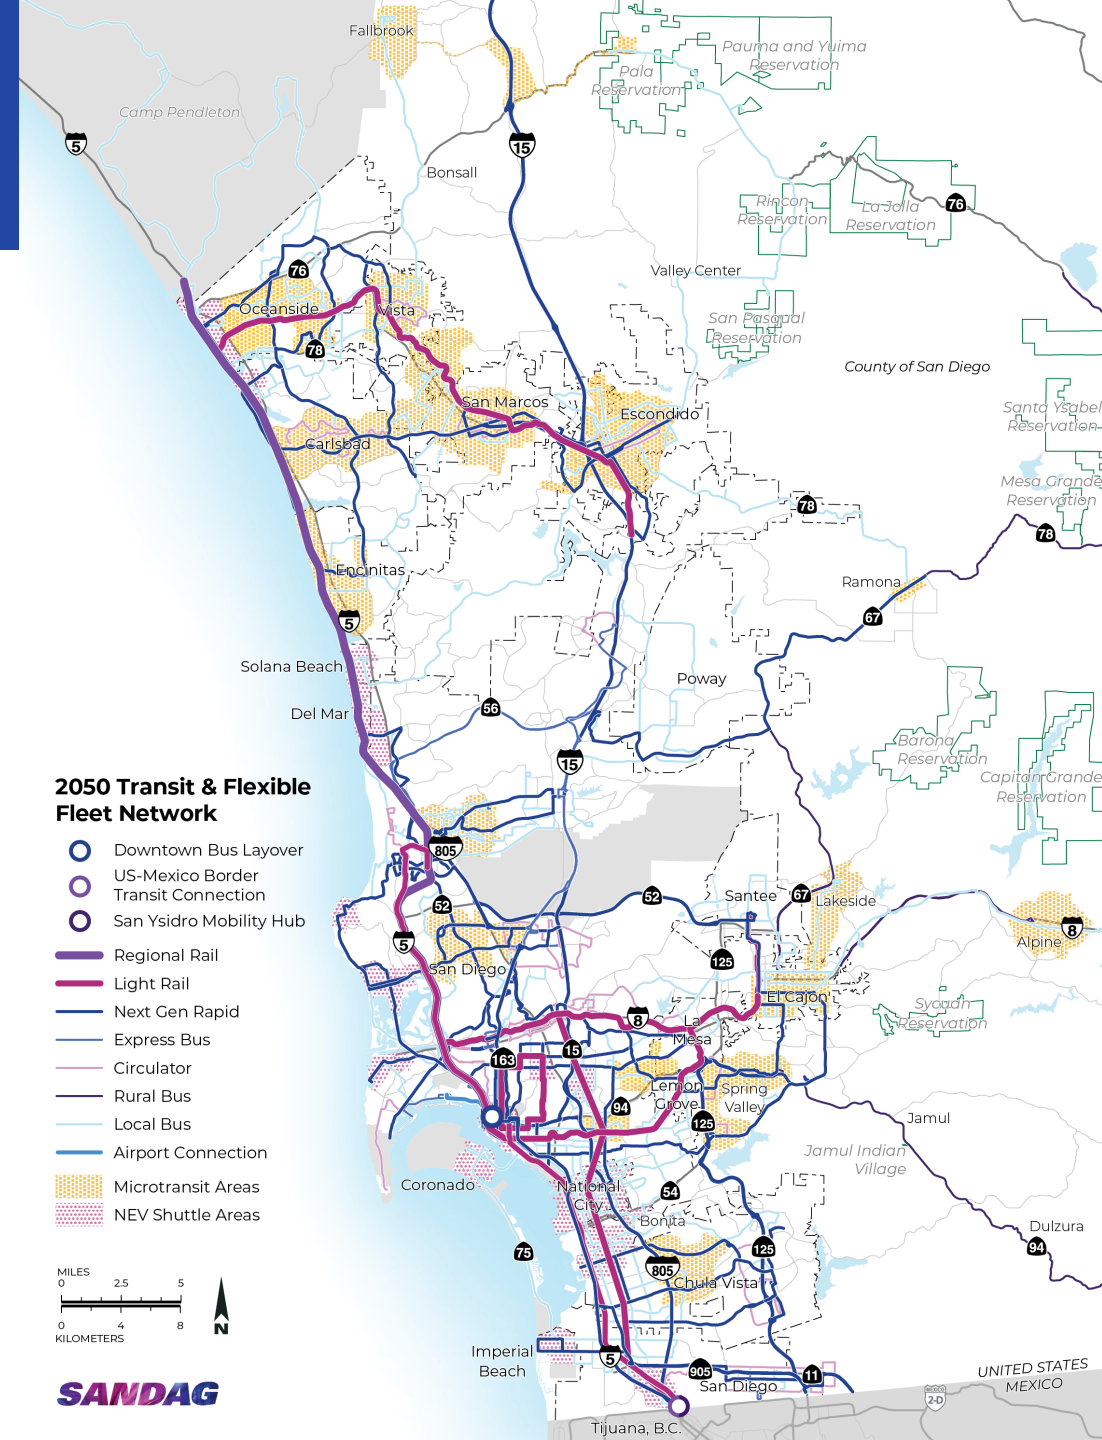 Fallbrook
Pauma and Yuima
Reservation
Pala
Reservation
Camp Pendleton
5
15
Bonsall
76
Rincon
Reservation
La Jolla
Reservation
76
Valley Center
Oceanside
Vista
San Pasqual
Reservation
78
County of San Diego
San Marcos
Escondido
Santa Ysabel
Reservation
Carlsbad
Mesa Grande
Reservation
78
78
Encinitas
Ramona
67
5
Solana Beach
Poway
Del Mar
56
Barona
Reservation
15
Capitan Grande
Reservation
2050 Transit & Flexible
Fleet Network
Downtown Bus Layover
US-Mexico Border
Transit Connection
San Ysidro Mobility Hub
Regional Rail
Light Rail
Next Gen Rapid
Express Bus
Circulator
Rural Bus
Local Bus
Airport Connection
Microtransit Areas
NEV Shuttle Areas
805
52
52
Santee
67
Lakeside
5
8
Alpine
125
San Diego
El Cajon
Sycuan
Reservation
8
La
Mesa
163
15
Lemon
Grove
Spring
Valley
94
125
Jamul
Jamul Indian
Village
Coronado
National
City
54
Bonita
Dulzura
94
75
125
805
Chula Vista
MILES
0 2.5 5
0 4 8
KILOMETERS
N
Imperial
Beach
5
905
11
San Diego
UNITED STATES
MEXICO
MEXICO
2-D
SANDAG
Tijuana, B.C.